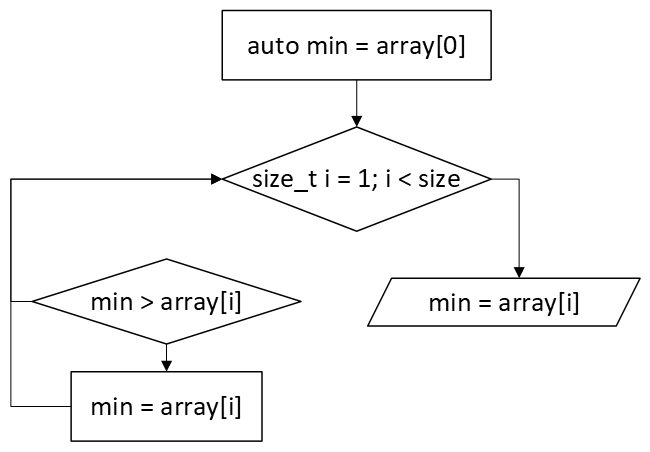 auto min = array[0]
size_t i = 1; i < size
min > array[i]
min = array[i]
min = array[i]